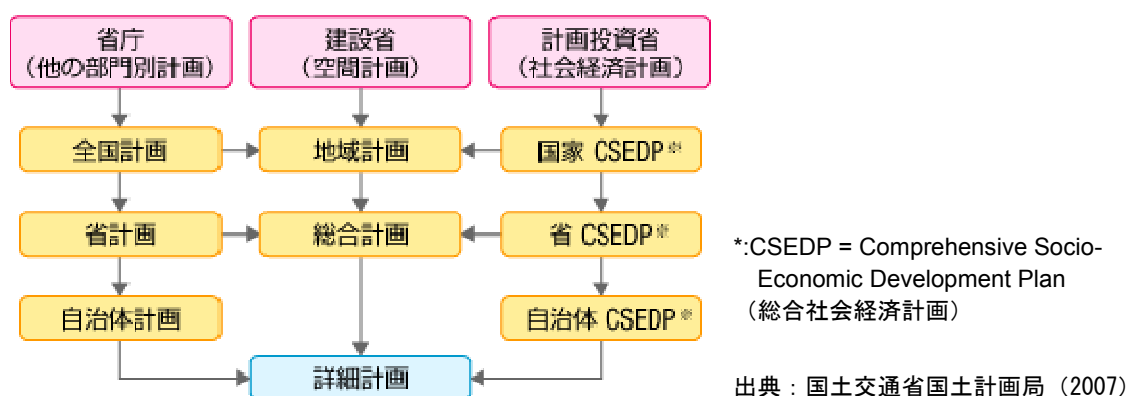 省庁
（他の部門別計画）
建設省
（空間計画）
計画投資省
（社会経済計画）
全国計画
地域計画
国家 CSEDP※
省計画
総合計画
省 CSEDP※
自治体計画
自治体 CSEDP※
詳細計画
*:CSEDP = Comprehensive Socio-
Economic Development Plan
（総合社会経済計画）
出典：国土交通省国土計画局（2007）